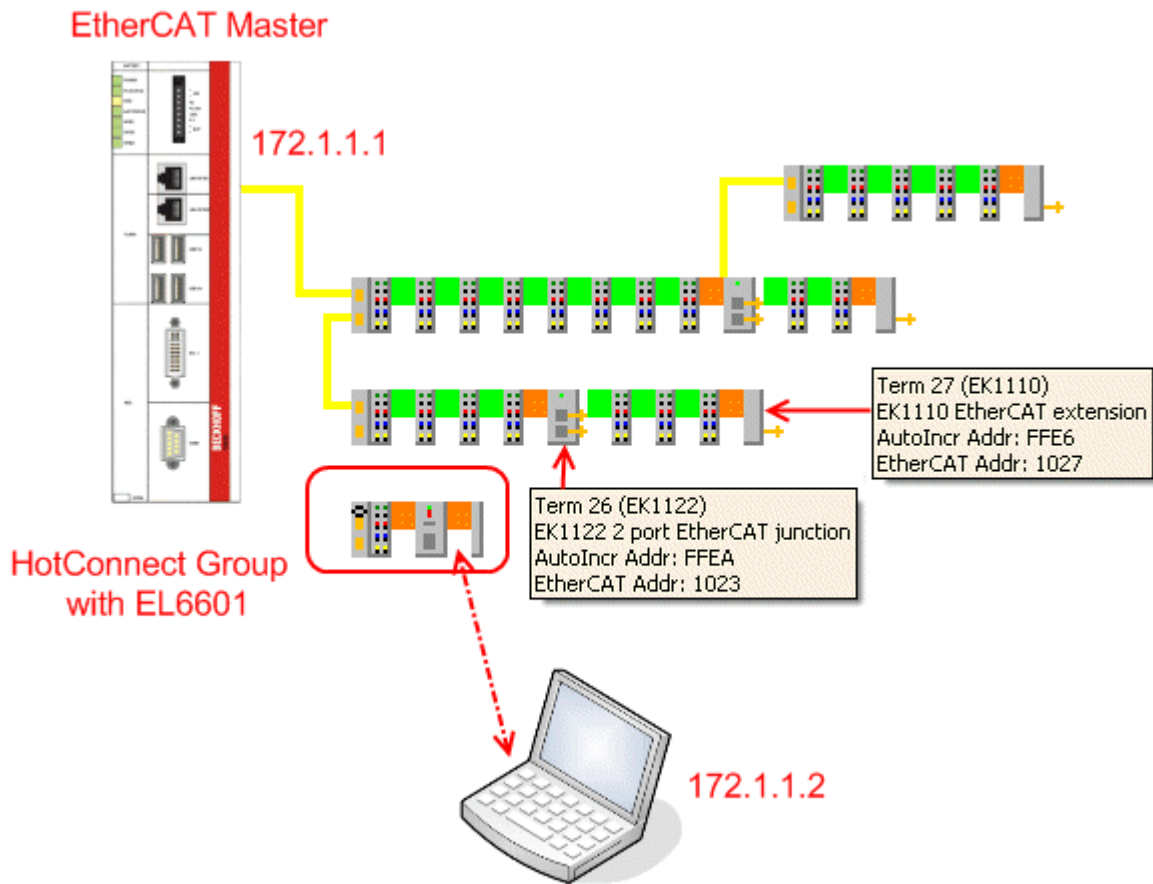 EtherCAT Master
172.1.1.1
BECKHOFF
Term 27 (EK1110)
EK1110 EtherCAT extension
AutoIncr Addr: FFE6
EtherCAT Addr: 1027
Term 26 (EK1122)
EK1122 2 port EtherCAT junction
AutoIncr Addr: FFEA
EtherCAT Addr: 1023
HotConnect Group
with EL6601
172.1.1.2